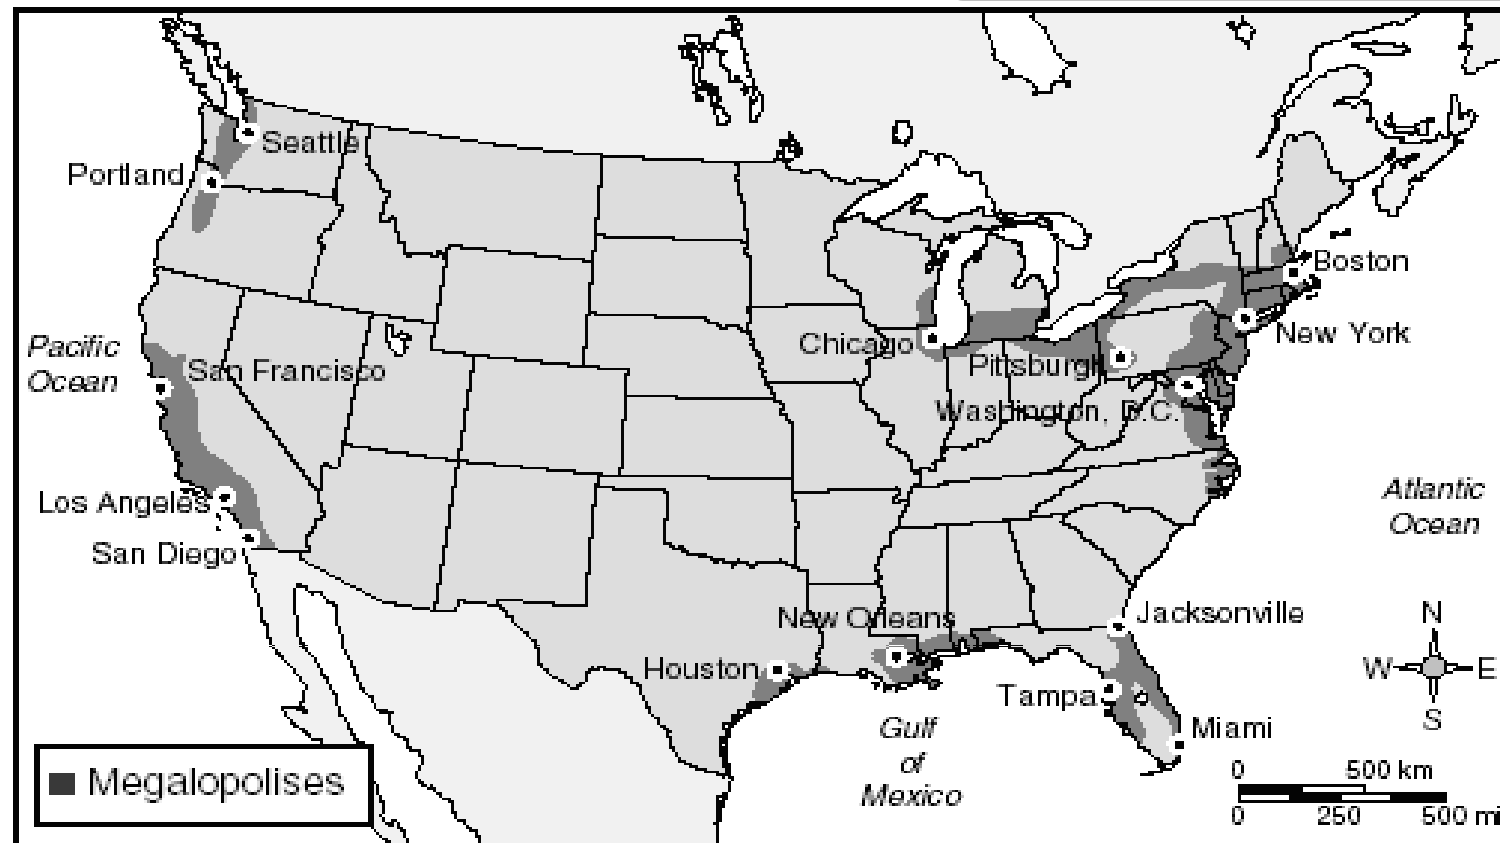 Seattle
Portland
Boston
New York
Chicago
Pittsburgh
Pacific
Ocean
San Francisco
Washington, D.C.
Los Angeles
Atlantic
Ocean
San Diego
New Orleans
Jacksonville
N
Houston
W
E
Tampa
S
Gulf
of
Mexico
Miami
Megalopolises
0 500 km
0 250 500 mi